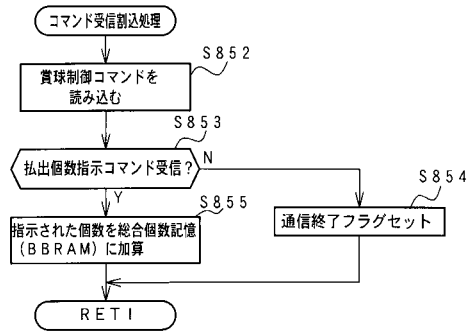 コマンド受信割込処理
S852
賞球制御コマンドを
読み込む
S853
払出個数指示コマンド受信？
N
Y
S854
通信終了フラグセット
S855
指示された個数を総合個数記憶
（BBRAM）に加算
RETI